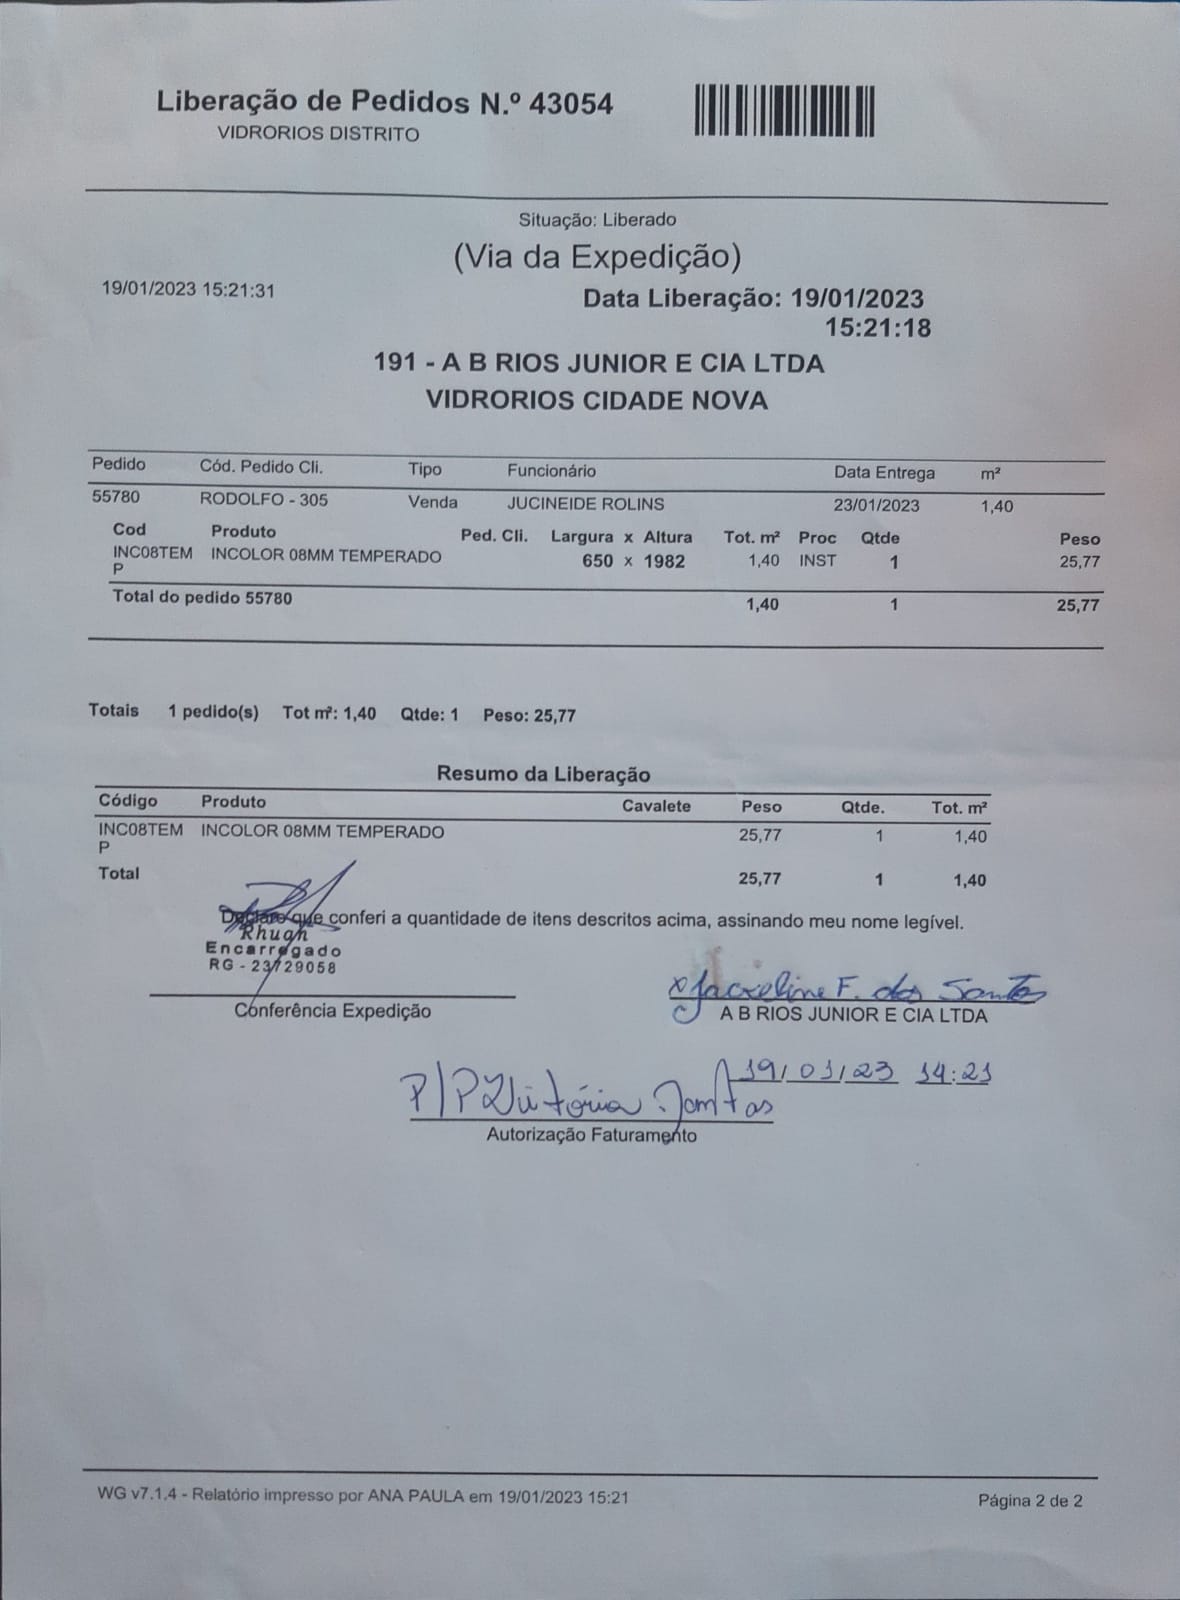 Liberação de Pedidos N.º 43054
VIDRORIOS DISTRITO
Situação: Liberado
(Via da Expedição)
19/01/2023 15:21:31
Data Liberação: 19/01/2023
15:21:18
191 - A B RIOS JUNIOR E CIA LTDA
VIDRORIOS CIDADE NOVA
Pedido Cód. Pedido Cli. Tipo Funcionário Data Entrega m²
55780 RODOLFO - 305 Venda JUCINEIDE ROLINS 23/01/2023 1,40
Cod Produto Ped. Cli. Largura x Altura Tot. m² Proc Qtde Peso
INC08TEM INCOLOR 08MM TEMPERADO 650 x 1982 1,40 INST 1 25,77
P
Total do pedido 55780 1,40 1 25,77
Totais 1 pedido(s) Tot m²: 1,40 Qtde: 1 Peso: 25,77
Resumo da Liberação
Código Produto Cavalete Peso Qtde. Tot. m²
INC08TEM INCOLOR 08MM TEMPERADO 25,77 1 1,40
P
Total 25,77 1 1,40
Declaro que conferi a quantidade de itens descritos acima, assinando meu nome legível.
Rhuan
Encarregado
RG - 23729058
x Jacxeline F. dos Santos
Conferência Expedição
A B RIOS JUNIOR E CIA LTDA
19/01/23 14:21
P/P Vitória Dantas
Autorização Faturamento
WG v7.1.4 - Relatório impresso por ANA PAULA em 19/01/2023 15:21
Página 2 de 2